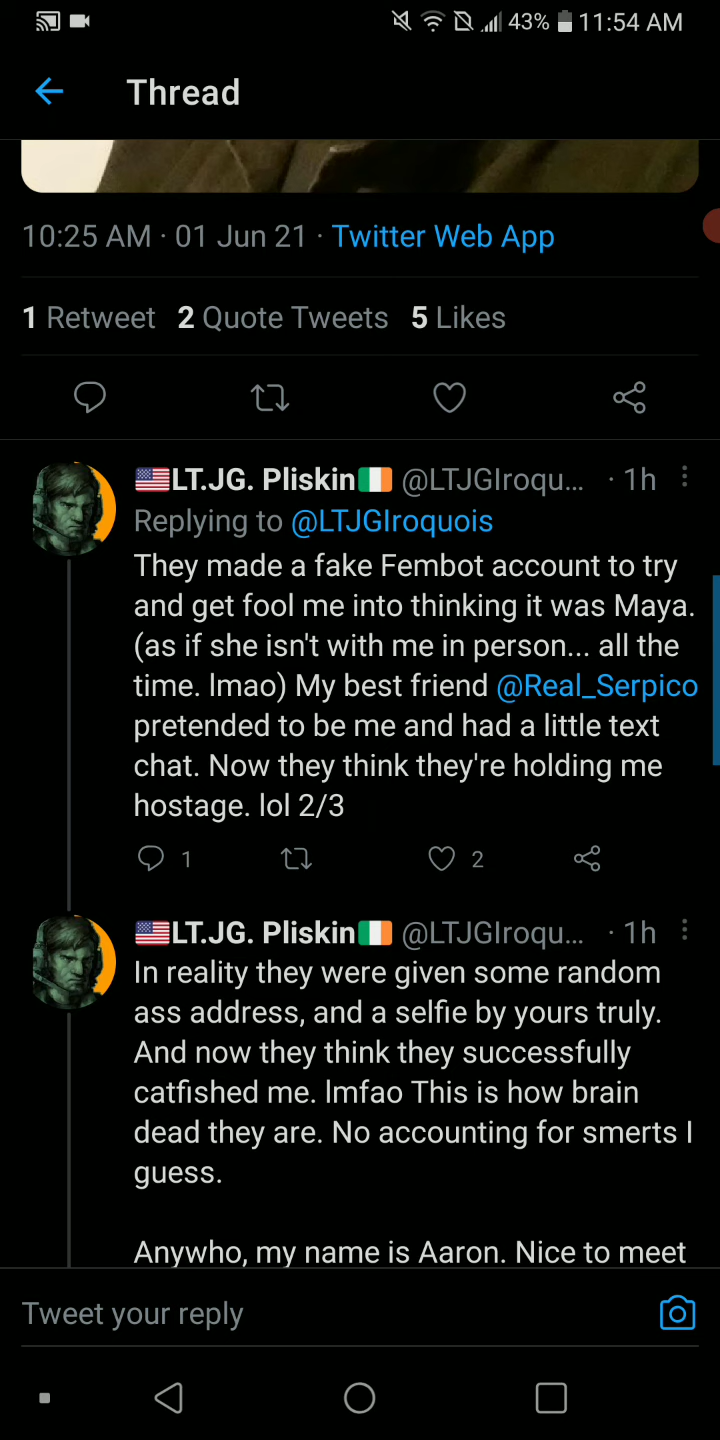 43% 11:54 AM
Thread
10:25 AM · 01 Jun 21 · Twitter Web App
1 Retweet 2 Quote Tweets 5 Likes
🇺🇸LT.JG. Pliskin🇮🇪 @LTJGIroqu... · 1h
Replying to @LTJGIroquois
They made a fake Fembot account to try
and get fool me into thinking it was Maya.
(as if she isn't with me in person... all the
time. lmao) My best friend @Real_Serpico
pretended to be me and had a little text
chat. Now they think they're holding me
hostage. lol 2/3
1 2
🇺🇸LT.JG. Pliskin🇮🇪 @LTJGIroqu... · 1h
In reality they were given some random
ass address, and a selfie by yours truly.
And now they think they successfully
catfished me. lmfao This is how brain
dead they are. No accounting for smerts I
guess.
Anywho, my name is Aaron. Nice to meet
Tweet your reply